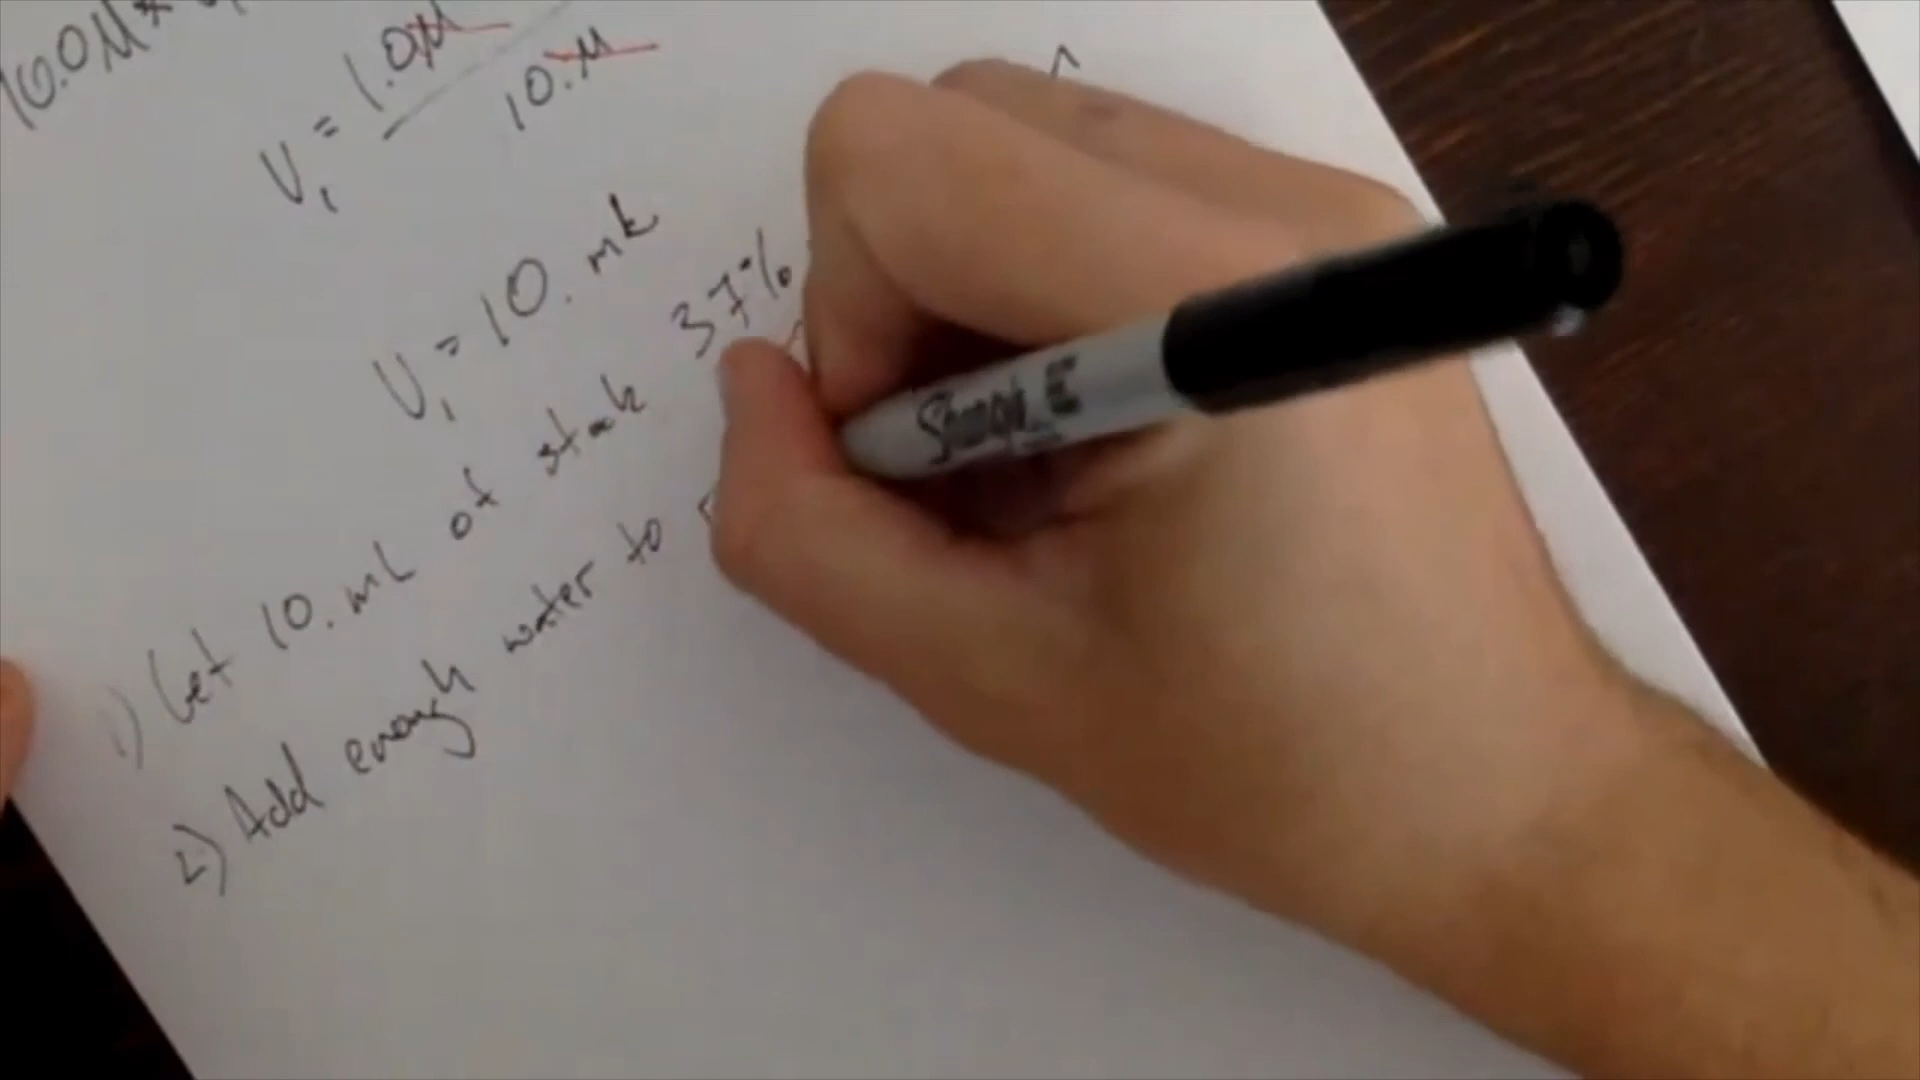 10.0M*
V₁ = 1.0M
10.M
V₁ = 10. mL
1) Get 10. mL of stock 37%
2) Add enough water to
Sharpie